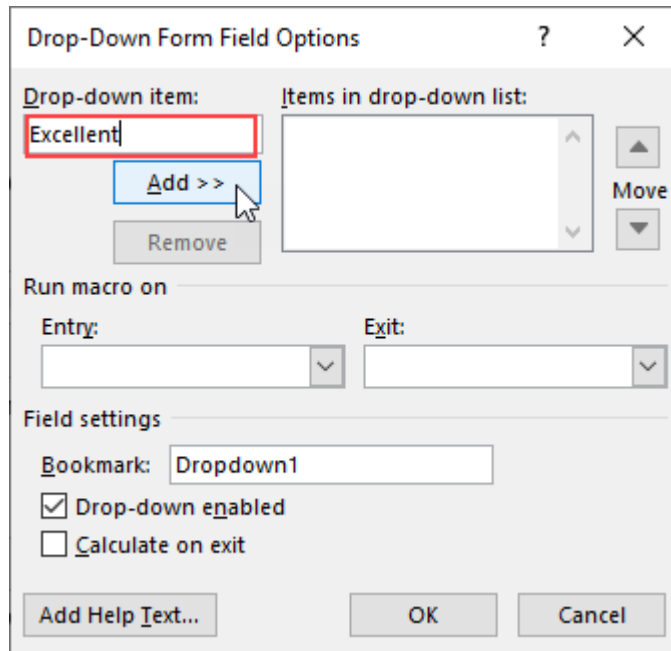 Drop-Down Form Field Options ?
Drop-down item: Items in drop-down list:
Excellent
Add >>
Move
Remove
Run macro on
Entry: Exit:
Field settings
Bookmark: Dropdown1
Drop-down enabled
Calculate on exit
Add Help Text... OK Cancel